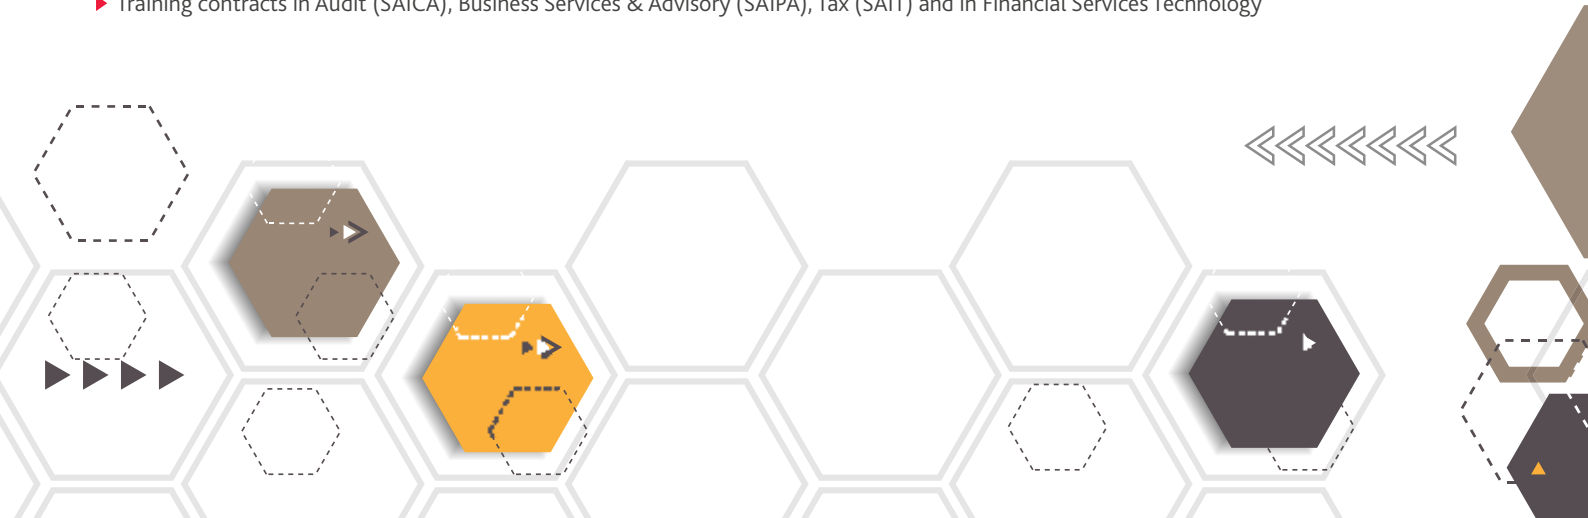 Training contracts in Audit (SAICA), Business Services & Advisory (SAIPA), Tax (SAIT) and in Financial Services Technology